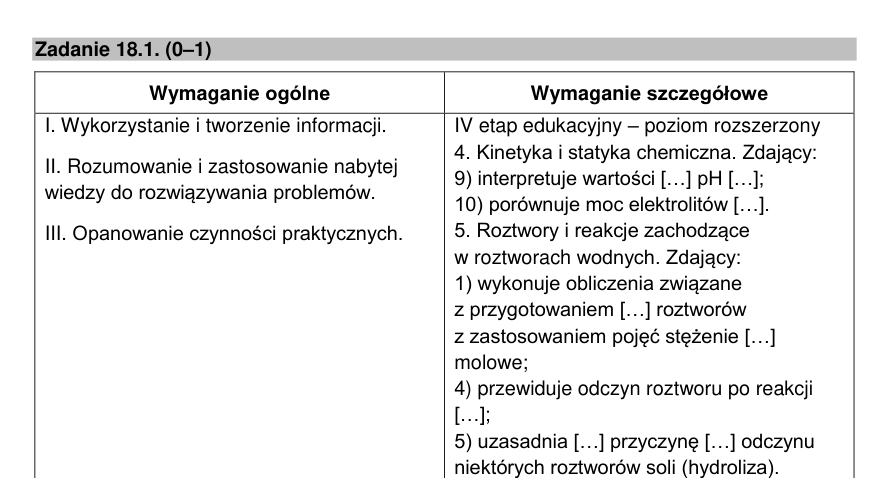 Zadanie 18.1. (0–1)
Wymaganie ogólne
Wymaganie szczegółowe
I. Wykorzystanie i tworzenie informacji.
II. Rozumowanie i zastosowanie nabytej
wiedzy do rozwiązywania problemów.
III. Opanowanie czynności praktycznych.
IV etap edukacyjny – poziom rozszerzony
4. Kinetyka i statyka chemiczna. Zdający:
9) interpretuje wartości […] pH […];
10) porównuje moc elektrolitów […].
5. Roztwory i reakcje zachodzące
w roztworach wodnych. Zdający:
1) wykonuje obliczenia związane
z przygotowaniem […] roztworów
z zastosowaniem pojęć stężenie […]
molowe;
4) przewiduje odczyn roztworu po reakcji
[…];
5) uzasadnia […] przyczynę […] odczynu
niektórych roztworów soli (hydroliza).